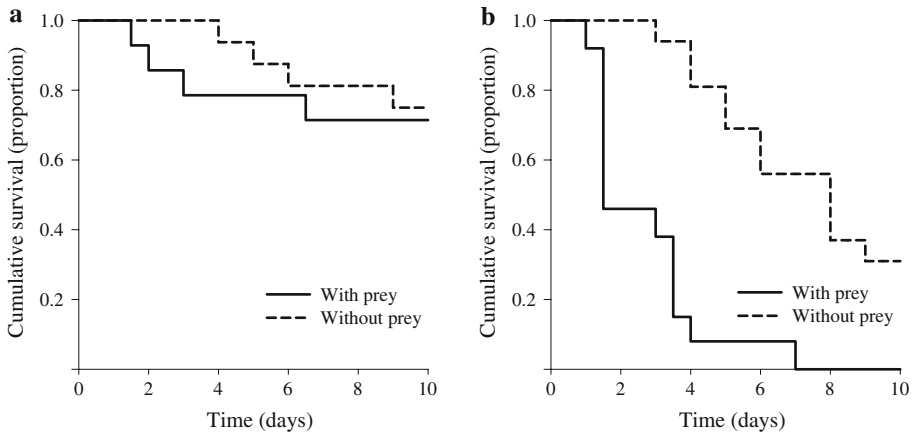 a
Cumulative survival (proportion)
1.0
0.8
0.6
0.4
0.2
With prey
Without prey
0 2 4 6 8 10
Time (days)
b
Cumulative survival (proportion)
1.0
0.8
0.6
0.4
0.2
With prey
Without prey
0 2 4 6 8 10
Time (days)